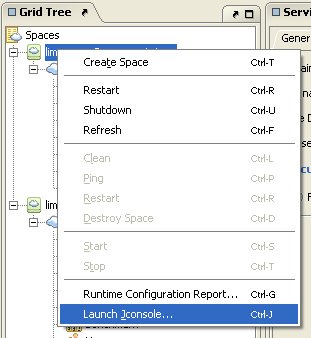 Grid Tree
Servi
Spaces
Gener
lim
Create Space Ctrl-T
Restart Ctrl-R
Shutdown Ctrl-U
Refresh Ctrl-F
Clean Ctrl-L
Ping Ctrl-P
Restart Ctrl-R
Destroy Space Ctrl-D
lim
Start Ctrl-S
Stop Ctrl-T
Runtime Configuration Report... Ctrl-G
Launch Jconsole... Ctrl-J